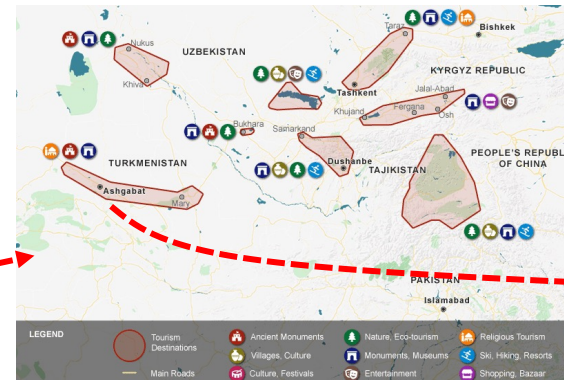 Taraz
Bishkek
Nukus
UZBEKISTAN
KYRGYZ REPUBLIC
Khiva
Tashkent
Jalal-Abad
Khujand
Fergana
Osh
Bukhara
Samarkand
PEOPLE'S REPUBL
OF CHINA
Dushanbe
TURKMENISTAN
TAJIKISTAN
Ashgabat
Mary
PAKISTAN
Islamabad
LEGEND
Tourism
Destinations
Main Roads
Ancient Monuments
Villages, Culture
Culture, Festivals
Nature, Eco-tourism
Monuments, Museums
Entertainment
Religious Tourism
Ski, Hiking, Resorts
Shopping, Bazaar